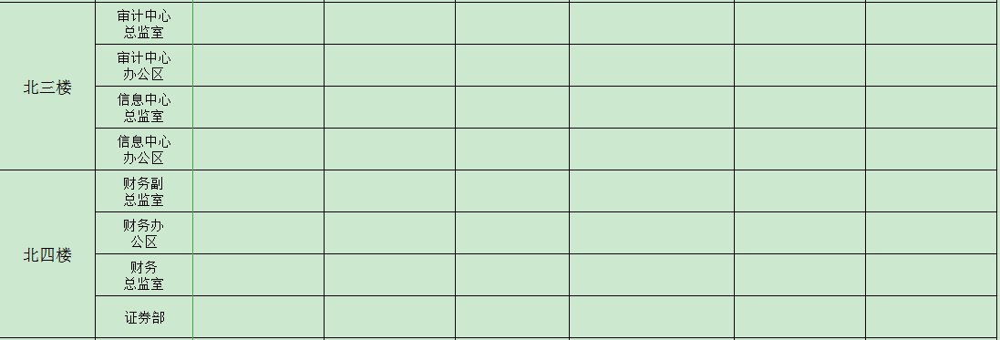 北三楼
审计中心
总监室
审计中心
办公区
信息中心
总监室
信息中心
办公区
北四楼
财务副
总监室
财务办
公区
财务
总监室
证券部